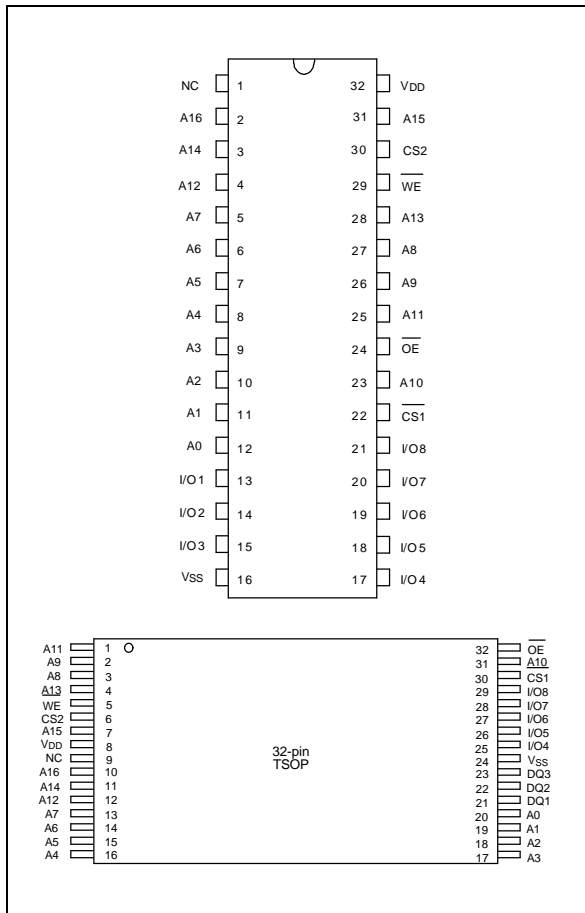 NC 1 32 VDD
A16 2 31 A15
A14 3 30 CS2
A12 4 29 W̅E̅
A7 5 28 A13
A6 6 27 A8
A5 7 26 A9
A4 8 25 A11
A3 9 24 O̅E̅
A2 10 23 A10
A1 11 22 C̅S̅1̅
A0 12 21 I/O8
I/O1 13 20 I/O7
I/O2 14 19 I/O6
I/O3 15 18 I/O5
VSS 16 17 I/O4
A11 1 32 O̅E̅
A9 2 31 A10
A8 3 30 C̅S̅1̅
A13 4 29 I/O8
W̅E̅ 5 28 I/O7
CS2 6 27 I/O6
A15 7 26 I/O5
VDD 8 25 I/O4
NC 9 24 VSS
A16 10 23 DQ3
A14 11 22 DQ2
A12 12 21 DQ1
A7 13 20 A0
A6 14 19 A1
A5 15 18 A2
A4 16 17 A3
32-pin
TSOP